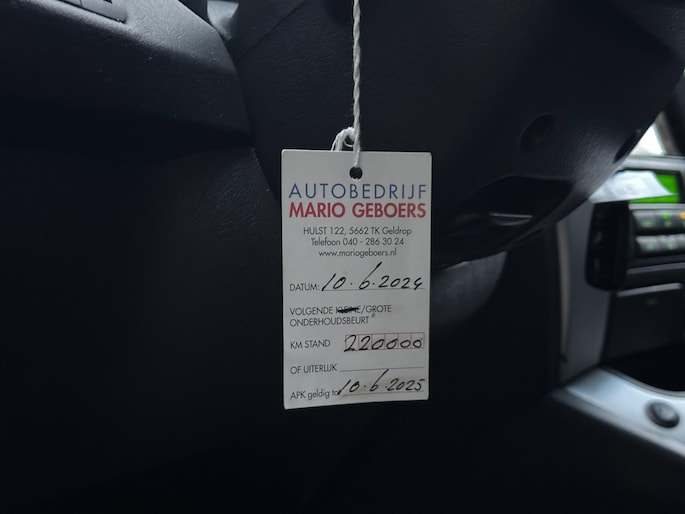 AUTOBEDRIJF
MARIO GEBOERS
HULST 122, 5662 TK Geldrop
Telefoon 040 - 286 30 24
www.mariogeboers.nl
DATUM: 10.6.2024
VOLGENDE KLEINE/GROTE
ONDERHOUDSBEURT
KM STAND 220000
OF UITERLIJK
APK geldig tot 10.6.2025